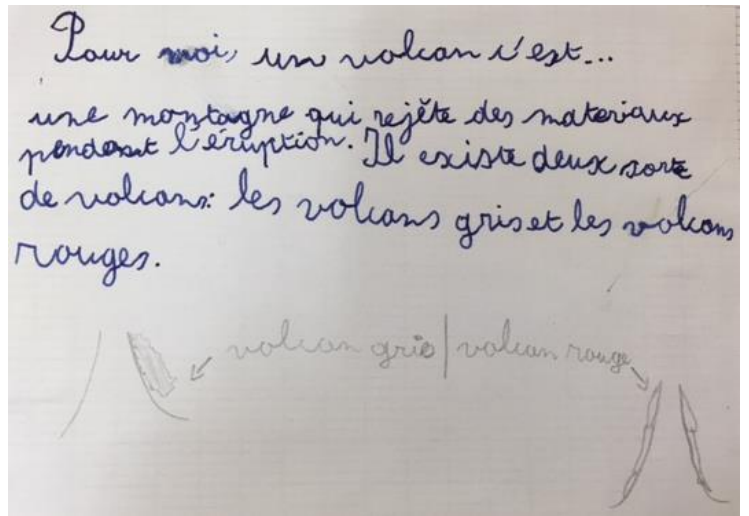 Pour moi, un volcan c'est...
une montagne qui rejète des materiaux
pendant l'éruption. Il existe deux sorte
de volcans: les volcans gris et les volcans
rouges.
volcan gris | volcan rouge